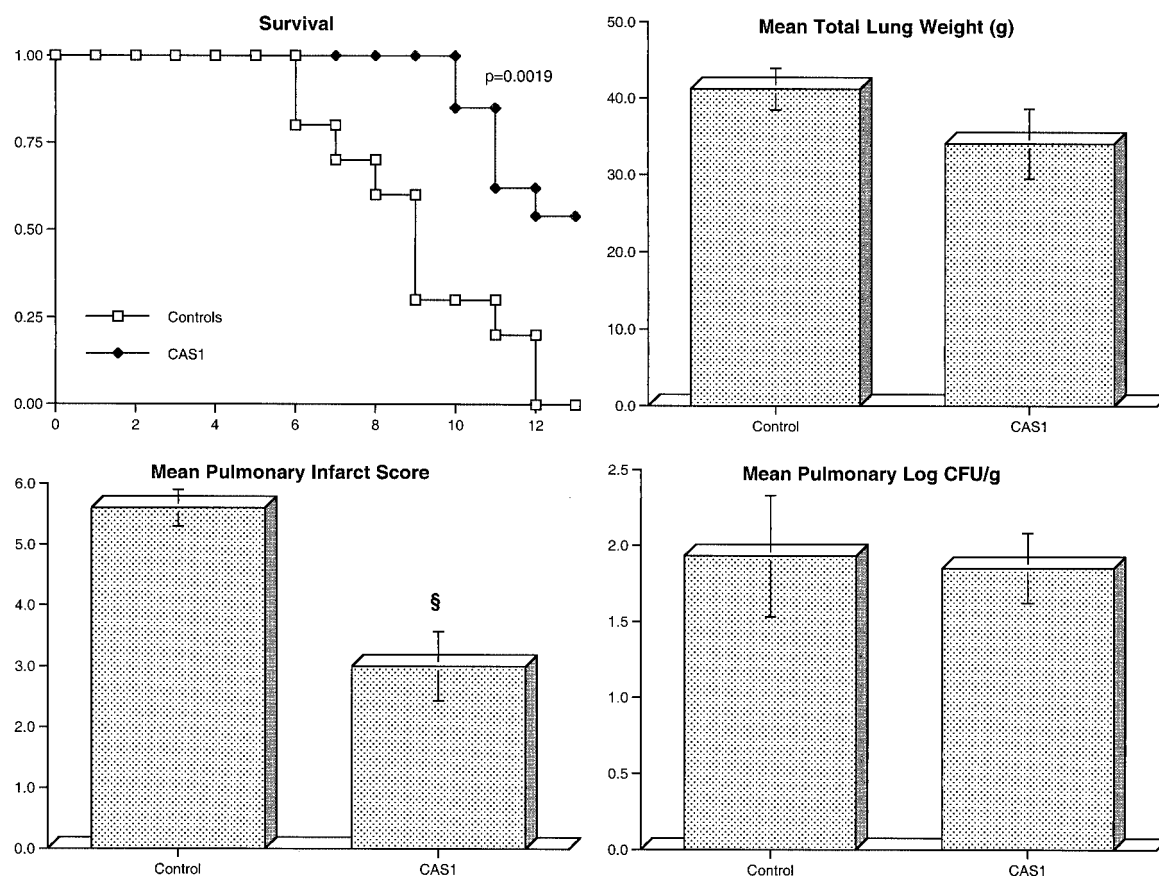 Survival
1.00
0.75
0.50
0.25
0.00
p=0.0019
Controls
CAS1
0 2 4 6 8 10 12
Mean Total Lung Weight (g)
50.0
40.0
30.0
20.0
10.0
0.0
Control CAS1
Mean Pulmonary Infarct Score
6.0
5.0
4.0
3.0
2.0
1.0
0.0
§
Control CAS1
Mean Pulmonary Log CFU/g
2.5
2.0
1.5
1.0
0.5
0.0
Control CAS1